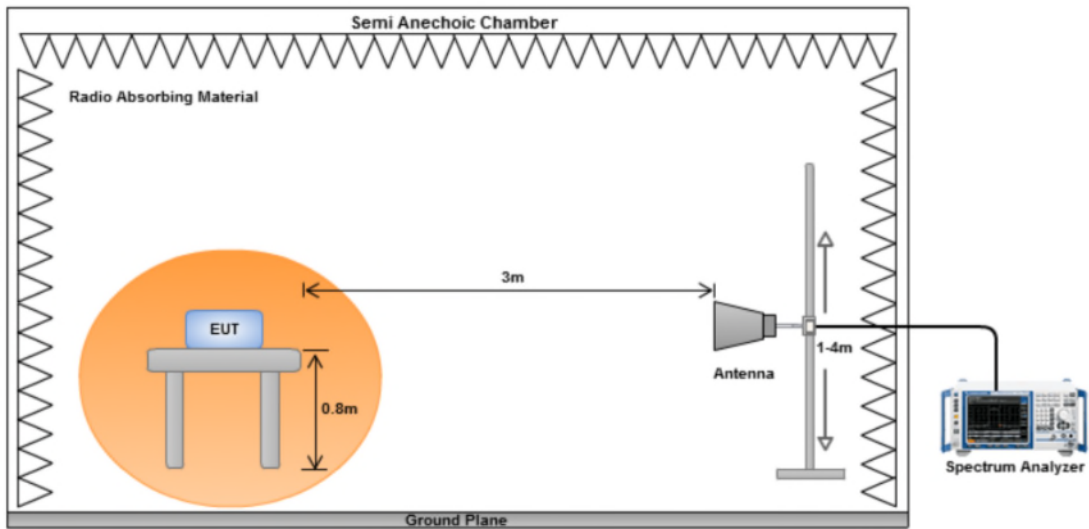 Semi Anechoic Chamber
Radio Absorbing Material
3m
EUT
1-4m
Antenna
0.8m
Spectrum Analyzer
Ground Plane